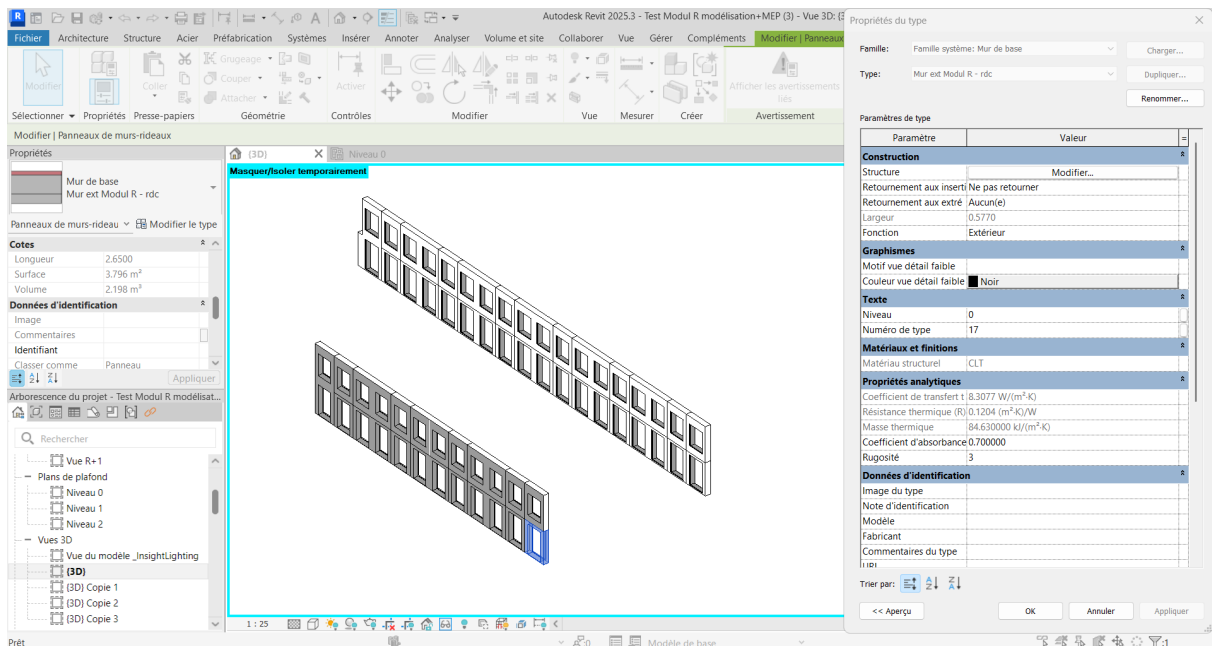 Autodesk Revit 2025.3 - Test Modul R modélisation+MEP (3) - Vue 3D: {3
Fichier Architecture Structure Acier Préfabrication Systèmes Insérer Annoter Analyser Volume et site Collaborer Vue Gérer Compléments Modifier | Panneaux
Modifier
Coller
Grugeage
Couper
Attacher
Activer
Afficher les avertissements liés
Sélectionner Propriétés Presse-papiers Géométrie Contrôles Modifier Vue Mesurer Créer Avertissement
Modifier | Panneaux de murs-rideaux
Propriétés
Mur de base
Mur ext Modul R - rdc
Panneaux de murs-rideau Modifier le type
Cotes
Longueur 2.6500
Surface 3.796 m²
Volume 2.198 m³
Données d'identification
Image
Commentaires
Identifiant
Classer comme Panneau
Appliquer
Arborescence du projet - Test Modul R modélisat...
Rechercher
Vue R+1
Plans de plafond
Niveau 0
Niveau 1
Niveau 2
Vues 3D
Vue du modèle _InsightLighting
{3D}
{3D} Copie 1
{3D} Copie 2
{3D} Copie 3
Prêt
{3D} X Niveau 0
Masquer/Isoler temporairement
1 : 25
:0 Modèle de base
:1
Propriétés du type
Famille: Famille système: Mur de base Charger...
Type: Mur ext Modul R - rdc Dupliquer...
Renommer...
Paramètres de type
Paramètre Valeur =
Construction
Structure Modifier...
Retournement aux inserti Ne pas retourner
Retournement aux extré Aucun(e)
Largeur 0.5770
Fonction Extérieur
Graphismes
Motif vue détail faible
Couleur vue détail faible Noir
Texte
Niveau 0
Numéro de type 17
Matériaux et finitions
Matériau structurel CLT
Propriétés analytiques
Coefficient de transfert t 8.3077 W/(m²·K)
Résistance thermique (R) 0.1204 (m²·K)/W
Masse thermique 84.630000 kJ/(m²·K)
Coefficient d'absorbance 0.700000
Rugosité 3
Données d'identification
Image du type
Note d'identification
Modèle
Fabricant
Commentaires du type
URL
Trier par:
<< Aperçu OK Annuler Appliquer